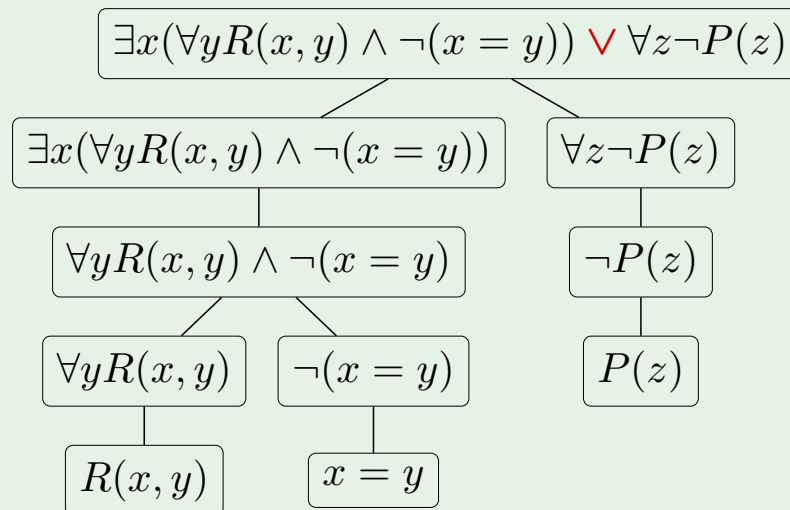 ∃x(∀yR(x, y) ∧ ¬(x = y)) ∨ ∀z¬P(z)
∃x(∀yR(x, y) ∧ ¬(x = y)) ∀z¬P(z)
∀yR(x, y) ∧ ¬(x = y) ¬P(z)
∀yR(x, y) ¬(x = y) P(z)
R(x, y) x = y